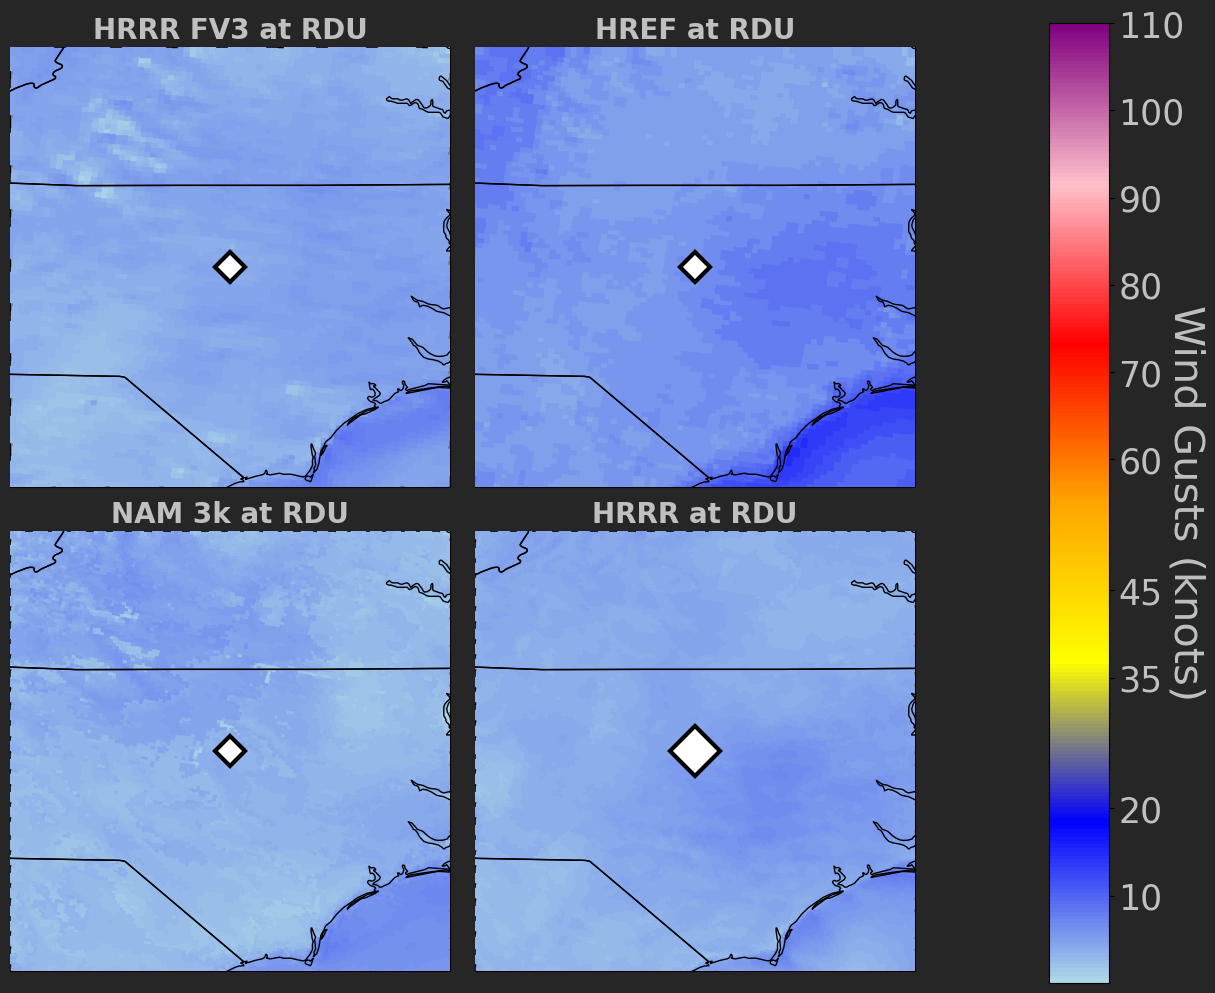 HRRR FV3 at RDU
HREF at RDU
NAM 3k at RDU
HRRR at RDU
110
100
90
80
70
60
45
35
20
10
Wind Gusts (knots)